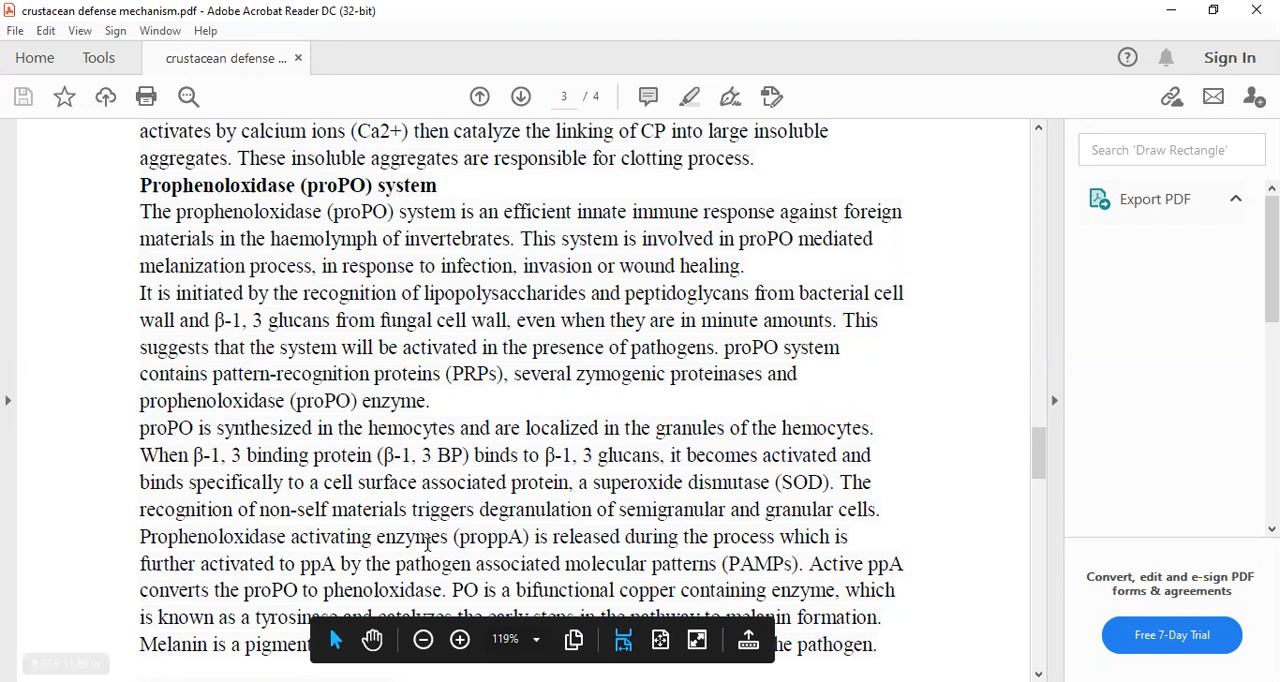 crustacean defense mechanism.pdf - Adobe Acrobat Reader DC (32-bit)
File Edit View Sign Window Help
Home Tools crustacean defense ... × Sign In
3 / 4
activates by calcium ions (Ca2+) then catalyze the linking of CP into large insoluble
aggregates. These insoluble aggregates are responsible for clotting process.
Prophenoloxidase (proPO) system
The prophenoloxidase (proPO) system is an efficient innate immune response against foreign
materials in the haemolymph of invertebrates. This system is involved in proPO mediated
melanization process, in response to infection, invasion or wound healing.
It is initiated by the recognition of lipopolysaccharides and peptidoglycans from bacterial cell
wall and β-1, 3 glucans from fungal cell wall, even when they are in minute amounts. This
suggests that the system will be activated in the presence of pathogens. proPO system
contains pattern-recognition proteins (PRPs), several zymogenic proteinases and
prophenoloxidase (proPO) enzyme.
proPO is synthesized in the hemocytes and are localized in the granules of the hemocytes.
When β-1, 3 binding protein (β-1, 3 BP) binds to β-1, 3 glucans, it becomes activated and
binds specifically to a cell surface associated protein, a superoxide dismutase (SOD). The
recognition of non-self materials triggers degranulation of semigranular and granular cells.
Prophenoloxidase activating enzymes (proppA) is released during the process which is
further activated to ppA by the pathogen associated molecular patterns (PAMPs). Active ppA
converts the proPO to phenoloxidase. PO is a bifunctional copper containing enzyme, which
is known as a tyrosinase and catalyzes the early steps in the pathway to melanin formation.
Melanin is a pigment he pathogen.
119%
Search 'Draw Rectangle'
Export PDF
Convert, edit and e-sign PDF
forms & agreements
Free 7-Day Trial